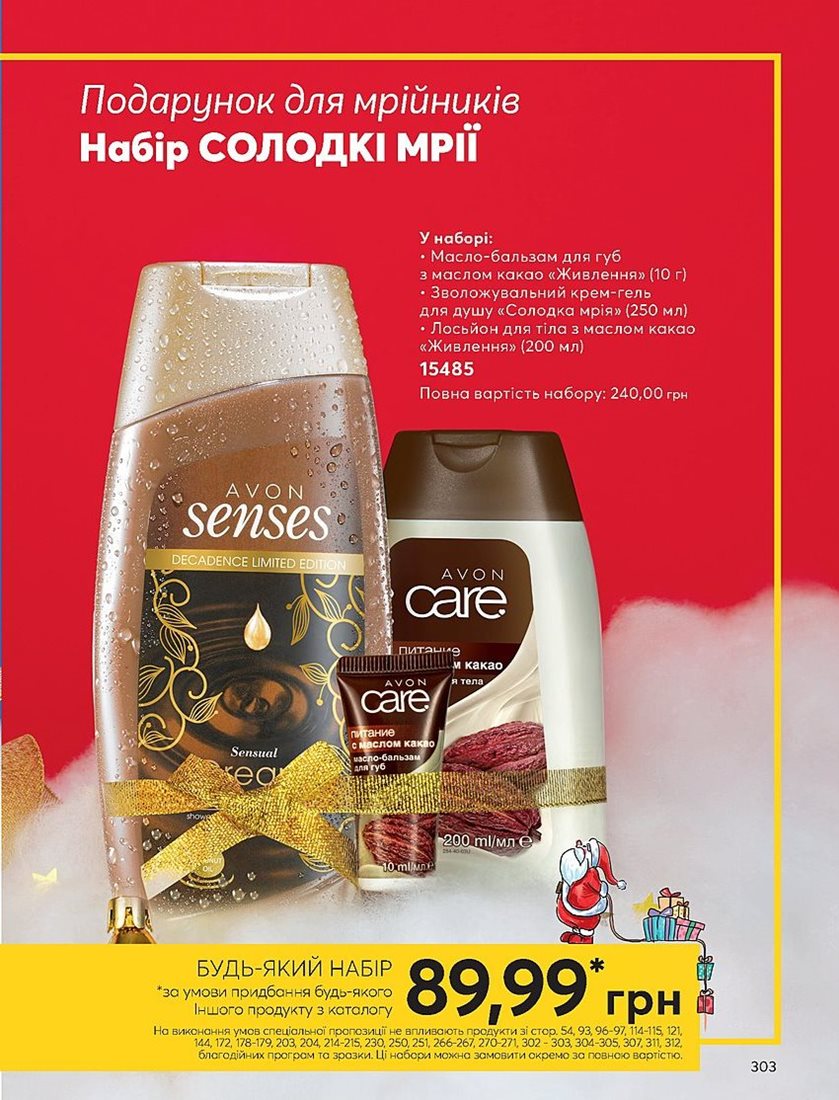 Подарунок для мрійників
Набір СОЛОДКІ МРІЇ
У наборі:
• Масло-бальзам для губ
з маслом какао «Живлення» (10 г)
• Зволожувальний крем-гель
для душу «Солодка мрія» (250 мл)
• Лосьйон для тіла з маслом какао
«Живлення» (200 мл)
15485
Повна вартість набору: 240,00 грн
AVON
senses
DECADENCE LIMITED EDITION
Sensual
AVON
care
питание
какао
тела
200 ml/мл e
AVON
care
питание
с маслом какао
масло-бальзам
для губ
10 ml/мл
БУДЬ-ЯКИЙ НАБІР
*за умови придбання будь-якого
Іншого продукту з каталогу
89,99* грн
На виконання умов спеціальної пропозиції не впливають продукти зі стор. 54, 93, 96-97, 114-115, 121,
144, 172, 178-179, 203, 204, 214-215, 230, 250, 251, 266-267, 270-271, 302 - 303, 304-305, 307, 311, 312,
благодійних програм та зразки. Ці набори можна замовити окремо за повною вартістю.
303